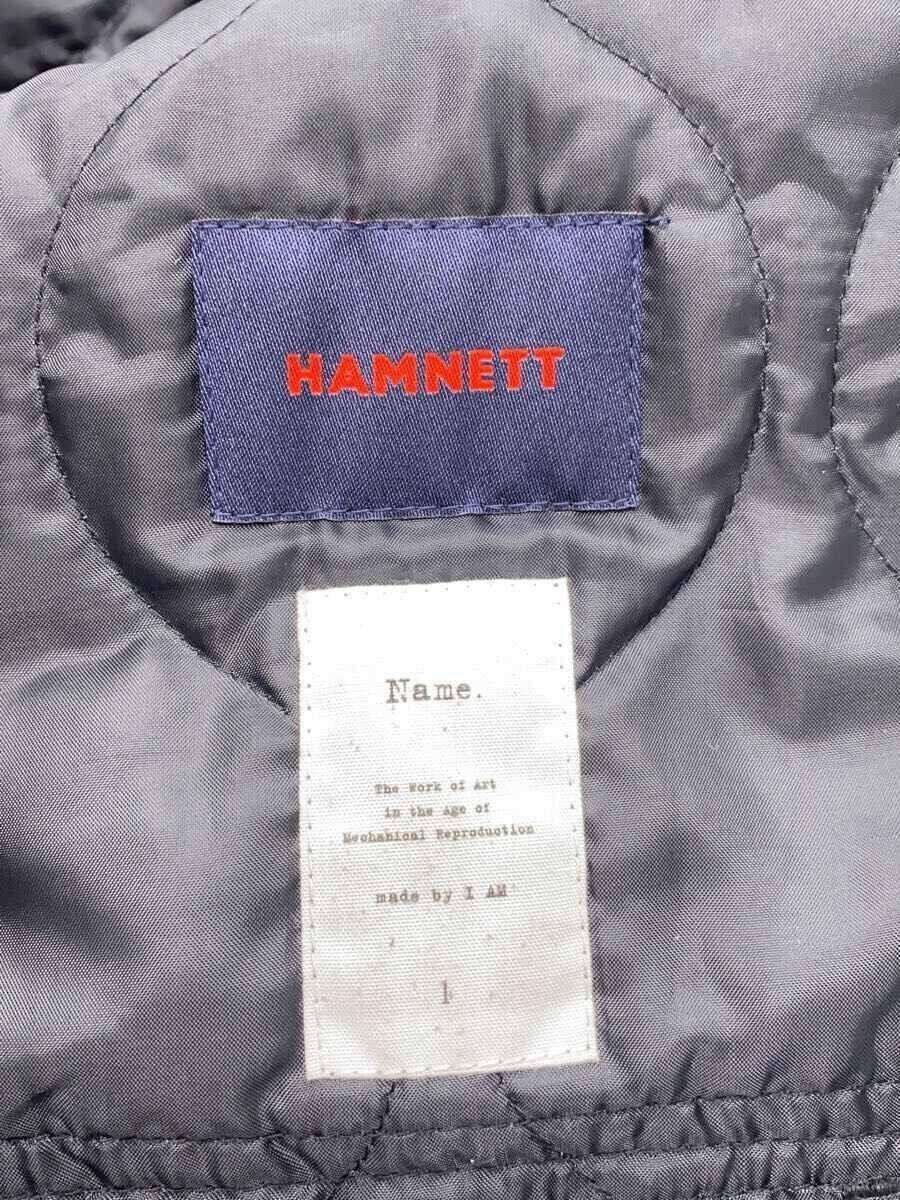 HAMNETT
Name.
The Work of Art
in the Age of
Mechanical Reproduction
made by I AM
1